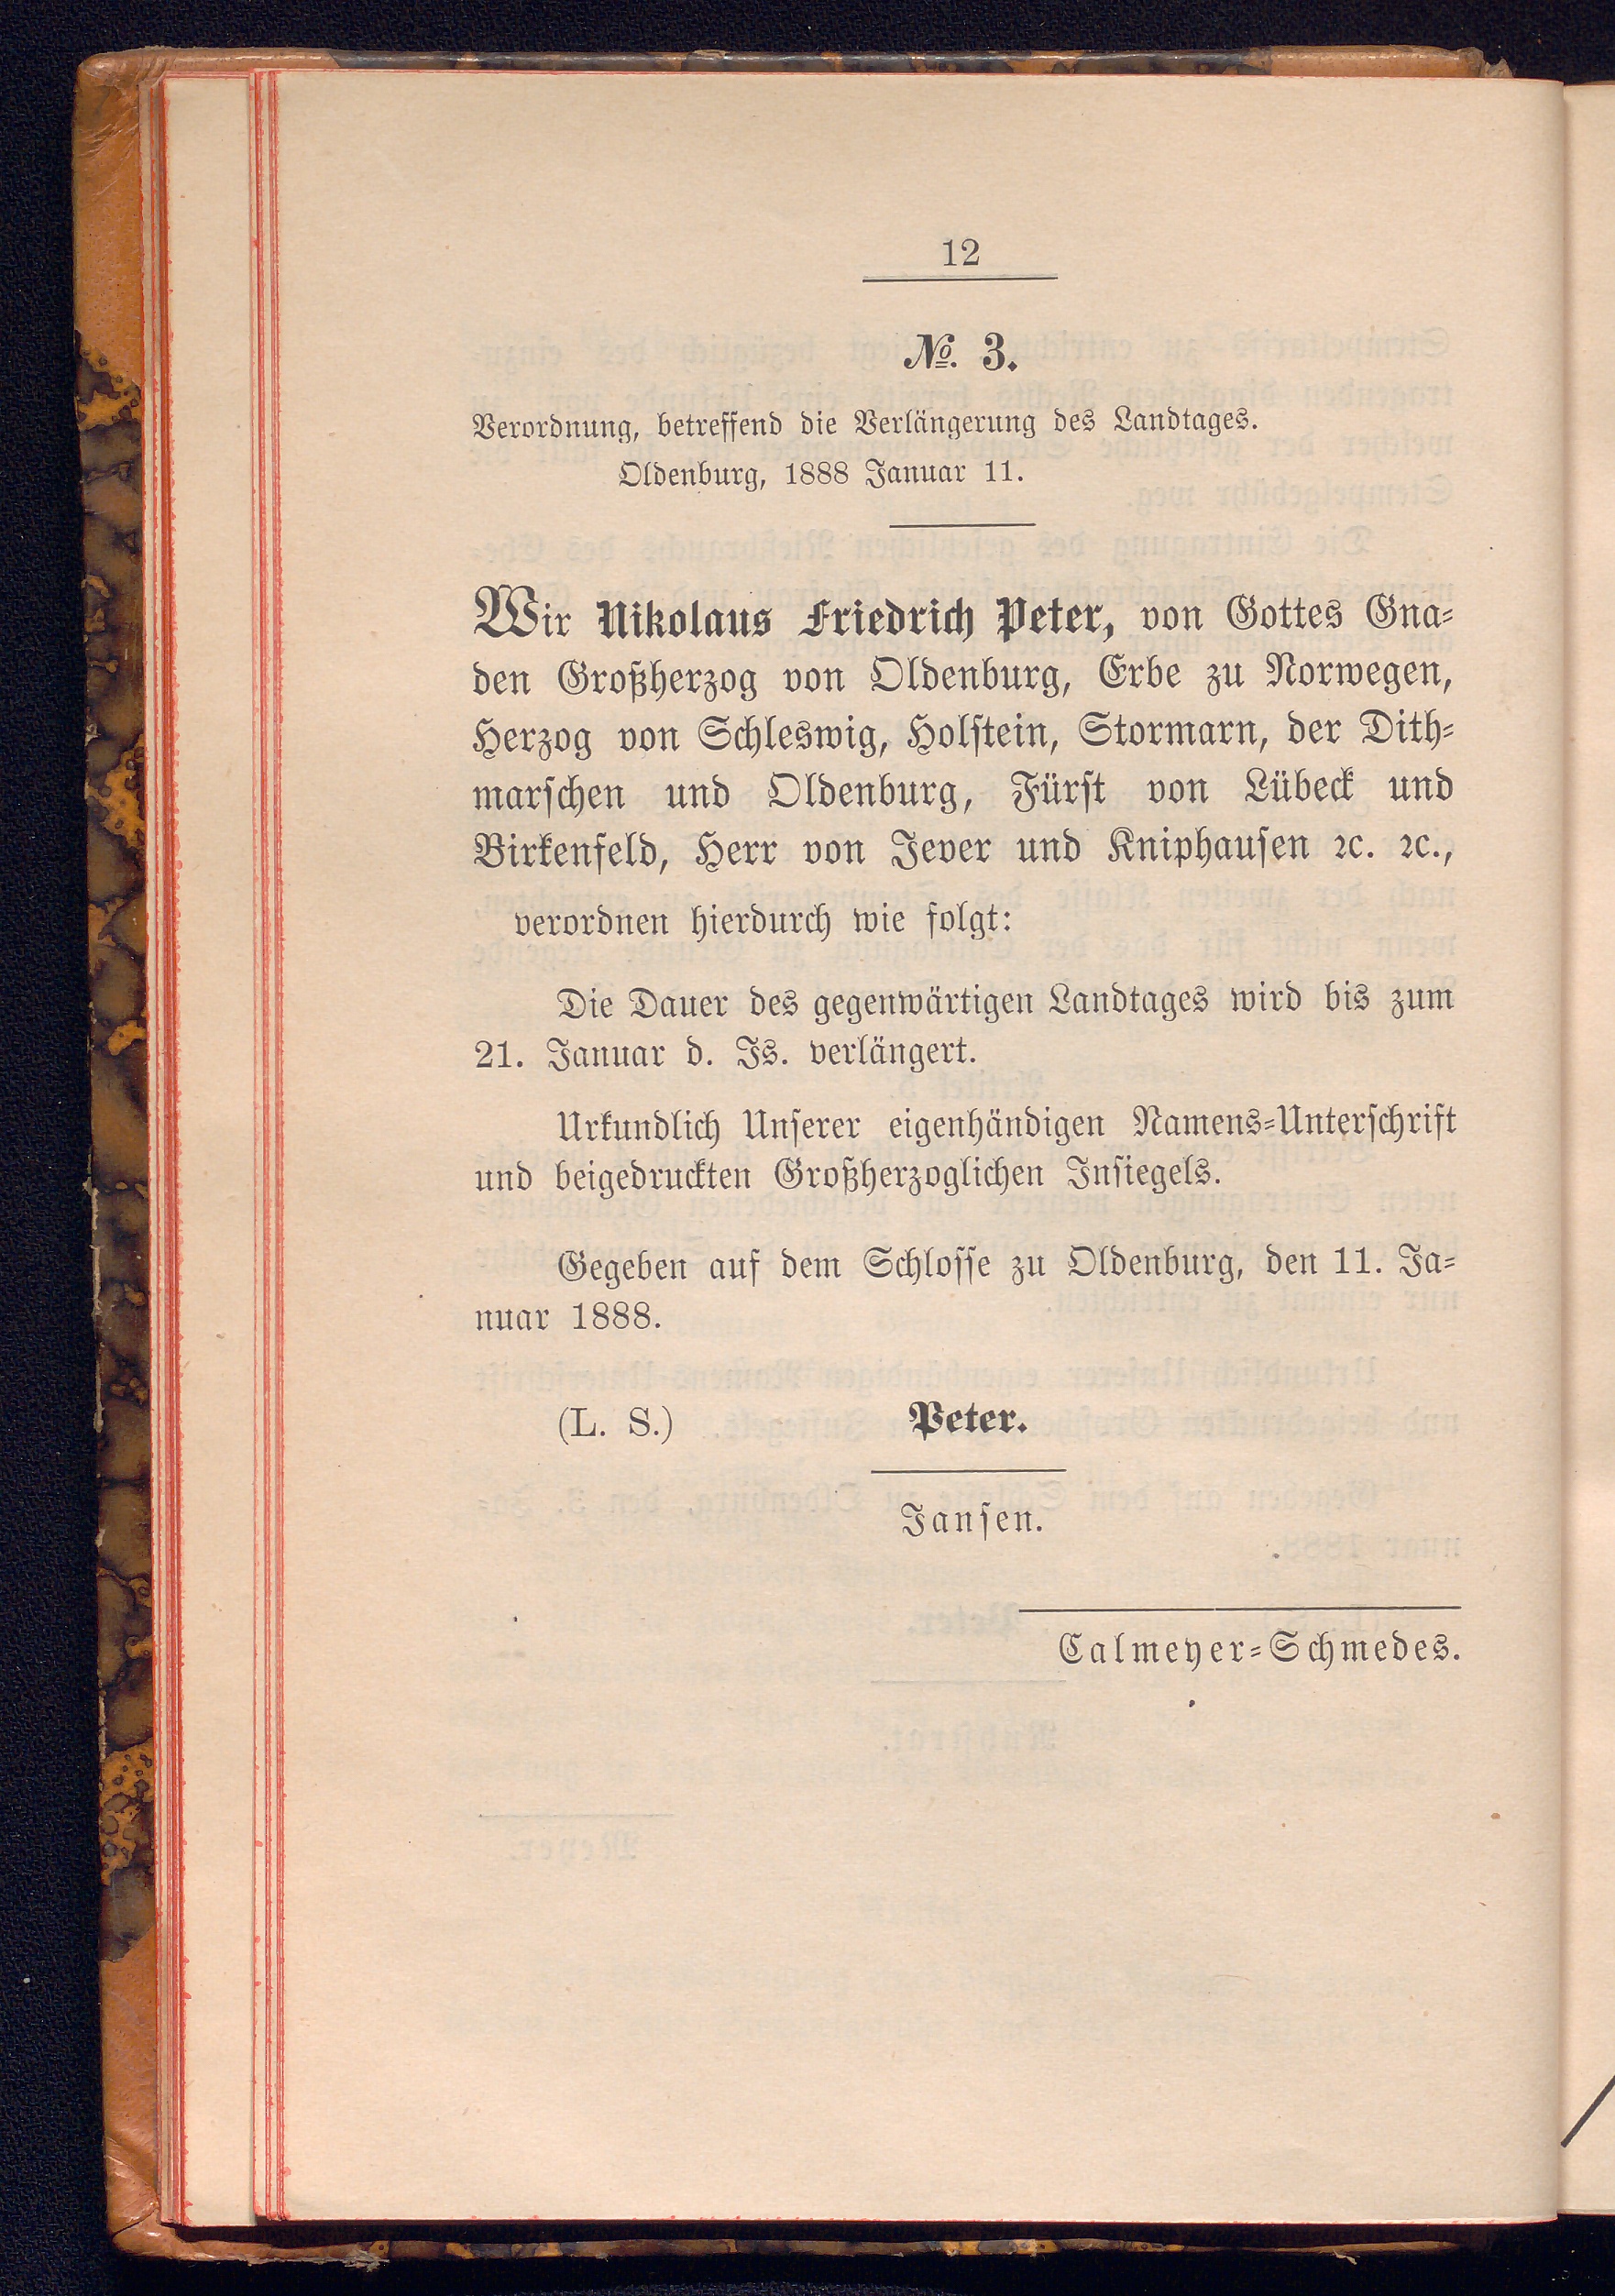 12
№. 3.
Verordnung, betreffend die Verlängerung des Landtages.
Oldenburg, 1888 Januar 11.
Wir Nikolaus Friedrich Peter, von Gottes Gna⸗
den Großherzog von Oldenburg, Erbe zu Norwegen,
Herzog von Schleswig, Holstein, Stormarn, der Dith⸗
marschen und Oldenburg, Fürst von Lübeck und
Birkenfeld, Herr von Jever und Kniphausen ꝛc. ꝛc.,
verordnen hierdurch wie folgt:
Die Dauer des gegenwärtigen Landtages wird bis zum
21. Januar d. Js. verlängert.
Urkundlich Unserer eigenhändigen Namens⸗Unterschrift
und beigedruckten Großherzoglichen Insiegels.
Gegeben auf dem Schlosse zu Oldenburg, den 11. Ja⸗
nuar 1888.
(L. S.) Peter.
Jansen.
Calmeyer⸗Schmedes.